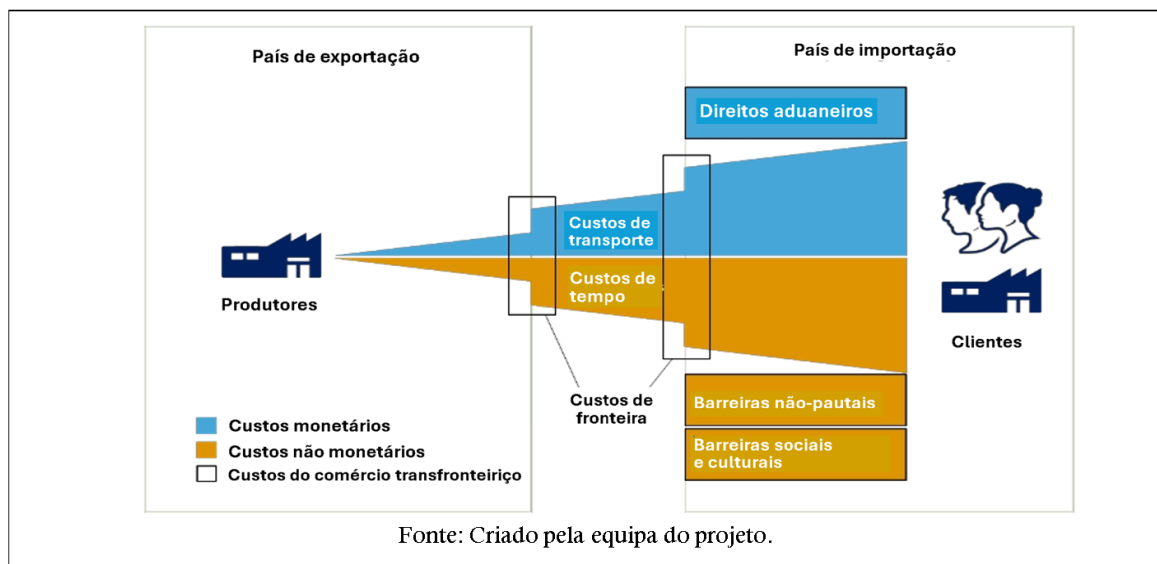 País de exportação
País de importação
Direitos aduaneiros
Custos de
transporte
Custos de
tempo
Produtores
Clientes
Custos de
fronteira
Barreiras não-pautais
Barreiras sociais
e culturais
Custos monetários
Custos não monetários
Custos do comércio transfronteiriço
Fonte: Criado pela equipa do projeto.